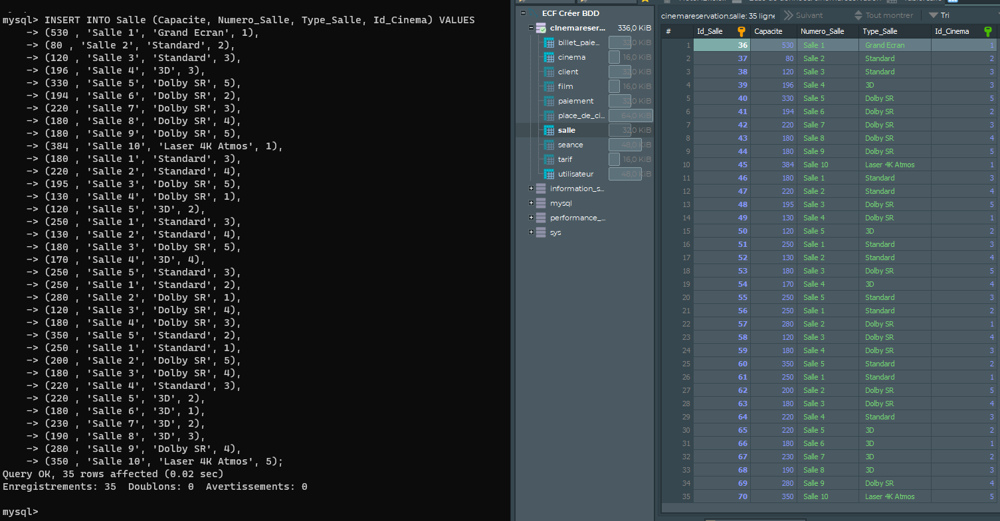 mysql> INSERT INTO Salle (Capacite, Numero_Salle, Type_Salle, Id_Cinema) VALUES
-> (530 , 'Salle 1', 'Grand Ecran', 1),
-> (80 , 'Salle 2', 'Standard', 2),
-> (120 , 'Salle 3', 'Standard', 3),
-> (196 , 'Salle 4', '3D', 3),
-> (330 , 'Salle 5', 'Dolby SR', 5),
-> (194 , 'Salle 6', 'Dolby SR', 2),
-> (220 , 'Salle 7', 'Dolby SR', 3),
-> (180 , 'Salle 8', 'Dolby SR', 4),
-> (180 , 'Salle 9', 'Dolby SR', 5),
-> (384 , 'Salle 10', 'Laser 4K Atmos', 1),
-> (180 , 'Salle 1', 'Standard', 3),
-> (220 , 'Salle 2', 'Standard', 4),
-> (195 , 'Salle 3', 'Dolby SR', 5),
-> (130 , 'Salle 4', 'Dolby SR', 1),
-> (120 , 'Salle 5', '3D', 2),
-> (250 , 'Salle 1', 'Standard', 3),
-> (130 , 'Salle 2', 'Standard', 4),
-> (180 , 'Salle 3', 'Dolby SR', 5),
-> (170 , 'Salle 4', '3D', 4),
-> (250 , 'Salle 5', 'Standard', 3),
-> (250 , 'Salle 1', 'Standard', 2),
-> (280 , 'Salle 2', 'Dolby SR', 1),
-> (120 , 'Salle 3', 'Dolby SR', 4),
-> (180 , 'Salle 4', 'Dolby SR', 3),
-> (350 , 'Salle 5', 'Standard', 2),
-> (250 , 'Salle 1', 'Standard', 1),
-> (200 , 'Salle 2', 'Dolby SR', 5),
-> (180 , 'Salle 3', 'Dolby SR', 4),
-> (220 , 'Salle 4', 'Standard', 3),
-> (220 , 'Salle 5', '3D', 2),
-> (180 , 'Salle 6', '3D', 1),
-> (230 , 'Salle 7', '3D', 2),
-> (190 , 'Salle 8', '3D', 3),
-> (280 , 'Salle 9', 'Dolby SR', 4),
-> (350 , 'Salle 10', 'Laser 4K Atmos', 5);
Query OK, 35 rows affected (0.02 sec)
Enregistrements: 35  Doublons: 0  Avertissements: 0
mysql>
ECF Créer BDD
cinemareser... 336,0 KiB
billet_paie... 32,0 KiB
cinema 16,0 KiB
client 32,0 KiB
film 16,0 KiB
paiement 32,0 KiB
place_de_ci... 64,0 KiB
salle 32,0 KiB
seance 48,0 KiB
tarif 16,0 KiB
utilisateur 48,0 KiB
information_s...
mysql
performance_...
sys
cinemareservation.salle: 35 ligne Suivant Tout montrer Tri
# Id_Salle Capacite Numero_Salle Type_Salle Id_Cinema
1 36 530 Salle 1 Grand Ecran 1
2 37 80 Salle 2 Standard 2
3 38 120 Salle 3 Standard 3
4 39 196 Salle 4 3D 3
5 40 330 Salle 5 Dolby SR 5
6 41 194 Salle 6 Dolby SR 2
7 42 220 Salle 7 Dolby SR 3
8 43 180 Salle 8 Dolby SR 4
9 44 180 Salle 9 Dolby SR 5
10 45 384 Salle 10 Laser 4K Atmos 1
11 46 180 Salle 1 Standard 3
12 47 220 Salle 2 Standard 4
13 48 195 Salle 3 Dolby SR 5
14 49 130 Salle 4 Dolby SR 1
15 50 120 Salle 5 3D 2
16 51 250 Salle 1 Standard 3
17 52 130 Salle 2 Standard 4
18 53 180 Salle 3 Dolby SR 5
19 54 170 Salle 4 3D 4
20 55 250 Salle 5 Standard 3
21 56 250 Salle 1 Standard 2
22 57 280 Salle 2 Dolby SR 1
23 58 120 Salle 3 Dolby SR 4
24 59 180 Salle 4 Dolby SR 3
25 60 350 Salle 5 Standard 2
26 61 250 Salle 1 Standard 1
27 62 200 Salle 2 Dolby SR 5
28 63 180 Salle 3 Dolby SR 4
29 64 220 Salle 4 Standard 3
30 65 220 Salle 5 3D 2
31 66 180 Salle 6 3D 1
32 67 230 Salle 7 3D 2
33 68 190 Salle 8 3D 3
34 69 280 Salle 9 Dolby SR 4
35 70 350 Salle 10 Laser 4K Atmos 5